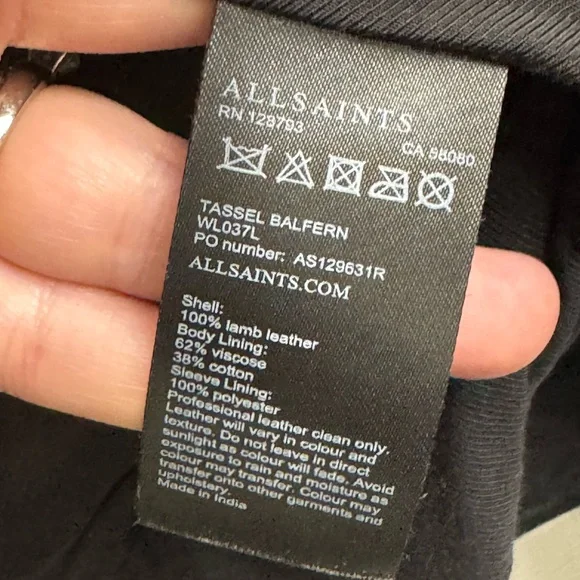 ALLSAINTS
RN 128793 CA 58080
TASSEL BALFERN
WL037L
PO number: AS129631R
ALLSAINTS.COM
Shell:
100% lamb leather
Body Lining:
62% viscose
38% cotton
Sleeve Lining:
100% polyester
Professional leather clean only.
Leather will vary in colour and
texture. Do not leave in direct
sunlight as colour will fade. Avoid
exposure to rain and moisture as
colour may transfer. Colour may
transfer onto other garments and
upholstery.
Made in India